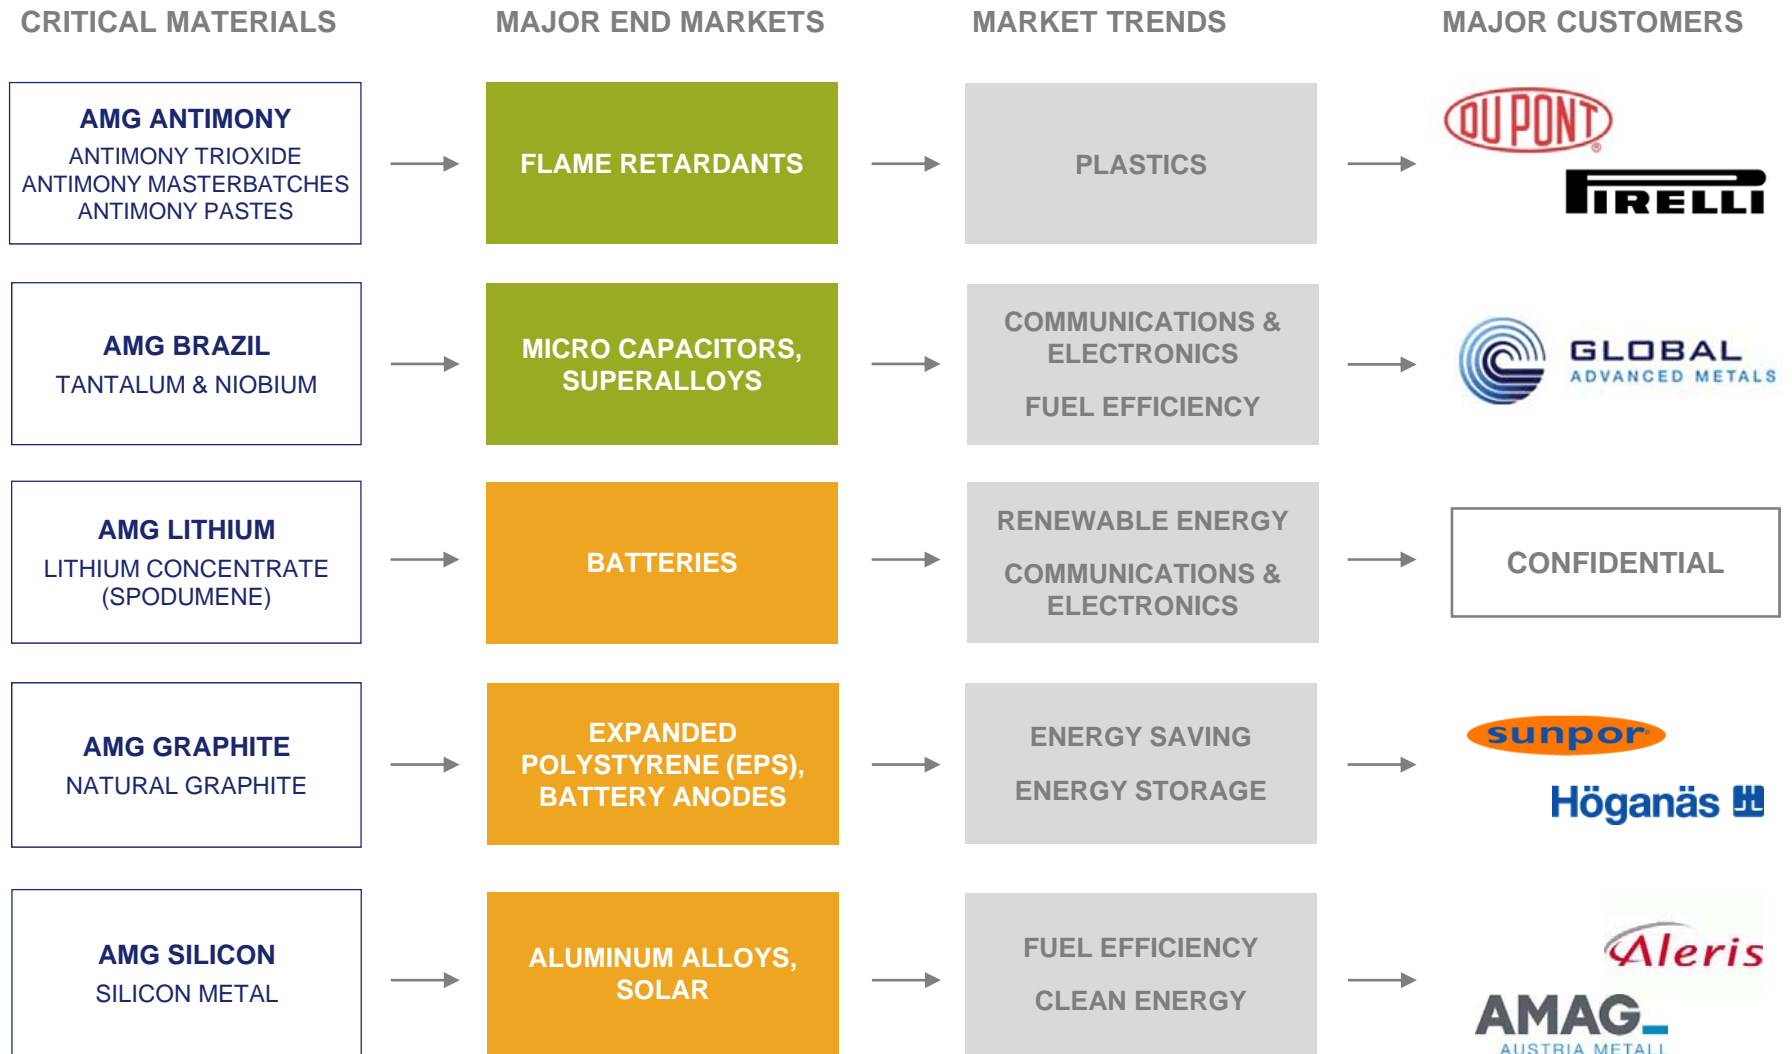 CRITICAL MATERIALS
MAJOR END MARKETS
MARKET TRENDS
MAJOR CUSTOMERS
AMG ANTIMONY
ANTIMONY TRIOXIDE
ANTIMONY MASTERBATCHES
ANTIMONY PASTES
FLAME RETARDANTS
PLASTICS
DU PONT
®
PIRELLI
AMG BRAZIL
TANTALUM & NIOBIUM
MICRO CAPACITORS,
SUPERALLOYS
COMMUNICATIONS &
ELECTRONICS
FUEL EFFICIENCY
GLOBAL
ADVANCED METALS
AMG LITHIUM
LITHIUM CONCENTRATE
(SPODUMENE)
BATTERIES
RENEWABLE ENERGY
COMMUNICATIONS &
ELECTRONICS
CONFIDENTIAL
AMG GRAPHITE
NATURAL GRAPHITE
EXPANDED
POLYSTYRENE (EPS),
BATTERY ANODES
ENERGY SAVING
ENERGY STORAGE
sunpor
Höganäs
AMG SILICON
SILICON METAL
ALUMINUM ALLOYS,
SOLAR
FUEL EFFICIENCY
CLEAN ENERGY
Aleris
AMAG
AUSTRIA METALL